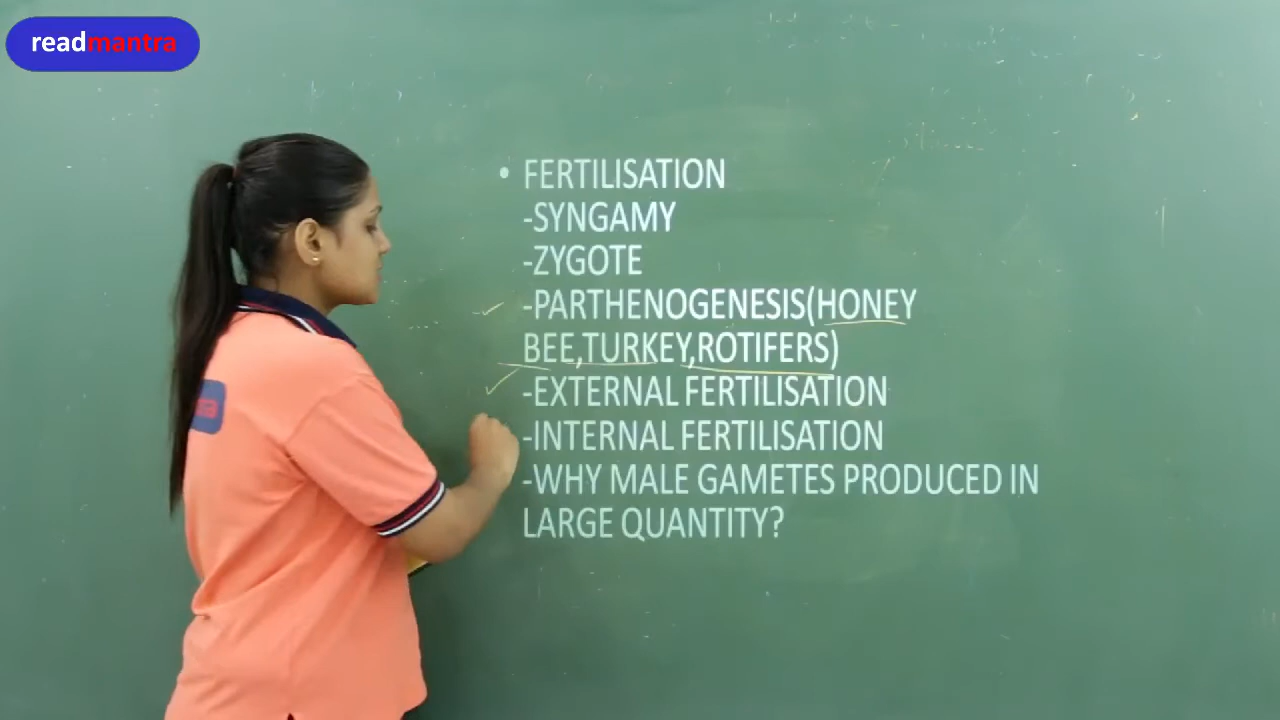 readmantra
• FERTILISATION
-SYNGAMY
-ZYGOTE
-PARTHENOGENESIS(HONEY
BEE,TURKEY,ROTIFERS)
-EXTERNAL FERTILISATION
-INTERNAL FERTILISATION
-WHY MALE GAMETES PRODUCED IN
LARGE QUANTITY?